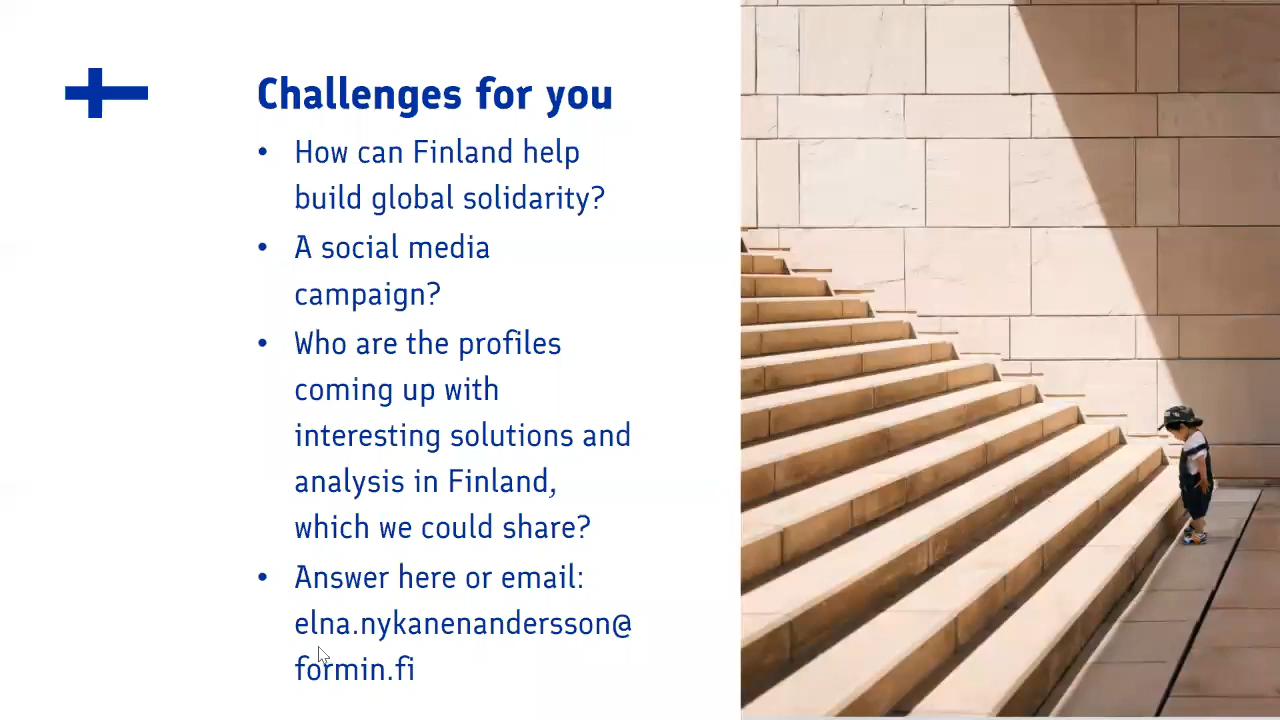 Challenges for you
• How can Finland help
build global solidarity?
• A social media
campaign?
• Who are the profiles
coming up with
interesting solutions and
analysis in Finland,
which we could share?
• Answer here or email:
elna.nykanenandersson@
formin.fi